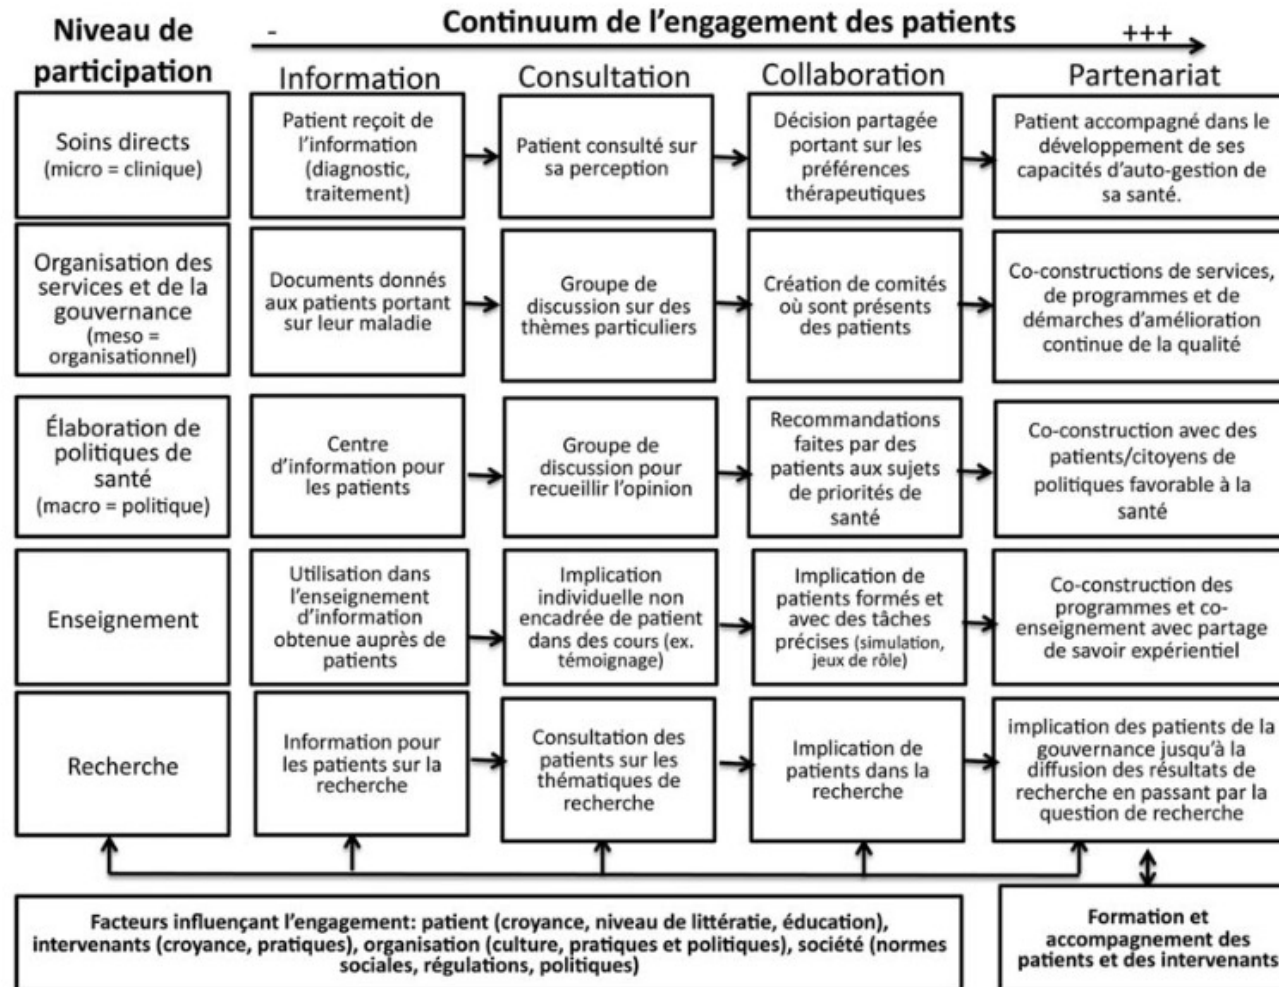 Niveau de
participation
Continuum de l’engagement des patients
-
+++
Information
Consultation
Collaboration
Partenariat
Soins directs
(micro = clinique)
Patient reçoit de
l’information
(diagnostic,
traitement)
Patient consulté sur
sa perception
Décision partagée
portant sur les
préférences
thérapeutiques
Patient accompagné dans le
développement de ses
capacités d’auto-gestion de
sa santé.
Organisation des
services et de la
gouvernance
(meso =
organisationnel)
Documents donnés
aux patients portant
sur leur maladie
Groupe de
discussion sur des
thèmes particuliers
Création de comités
où sont présents
des patients
Co-constructions de services,
de programmes et de
démarches d’amélioration
continue de la qualité
Élaboration de
politiques de
santé
(macro = politique)
Centre
d’information pour
les patients
Groupe de
discussion pour
recueillir l’opinion
Recommandations
faites par des
patients aux sujets
de priorités de
santé
Co-construction avec des
patients/citoyens de
politiques favorable à la
santé
Enseignement
Utilisation dans
l’enseignement
d’information
obtenue auprès de
patients
Implication
individuelle non
encadrée de patient
dans des cours (ex.
témoignage)
Implication de
patients formés et
avec des tâches
précises (simulation,
jeux de rôle)
Co-construction des
programmes et co-
enseignement avec partage
de savoir expérientiel
Recherche
Information pour
les patients sur la
recherche
Consultation des
patients sur les
thématiques de
recherche
Implication de
patients dans la
recherche
implication des patients de la
gouvernance jusqu’à la
diffusion des résultats de
recherche en passant par la
question de recherche
Facteurs influençant l’engagement: patient (croyance, niveau de littératie, éducation),
intervenants (croyance, pratiques), organisation (culture, pratiques et politiques), société (normes
sociales, régulations, politiques)
Formation et
accompagnement des
patients et des intervenants